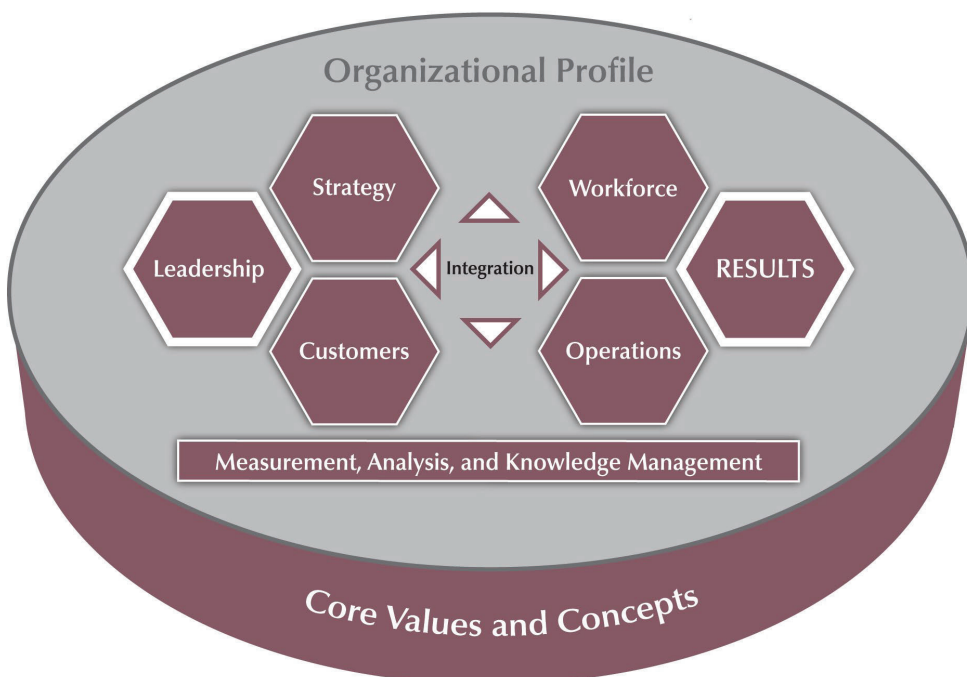 Organizational Profile
Strategy
Workforce
Leadership
Integration
RESULTS
Customers
Operations
Measurement, Analysis, and Knowledge Management
Core Values and Concepts